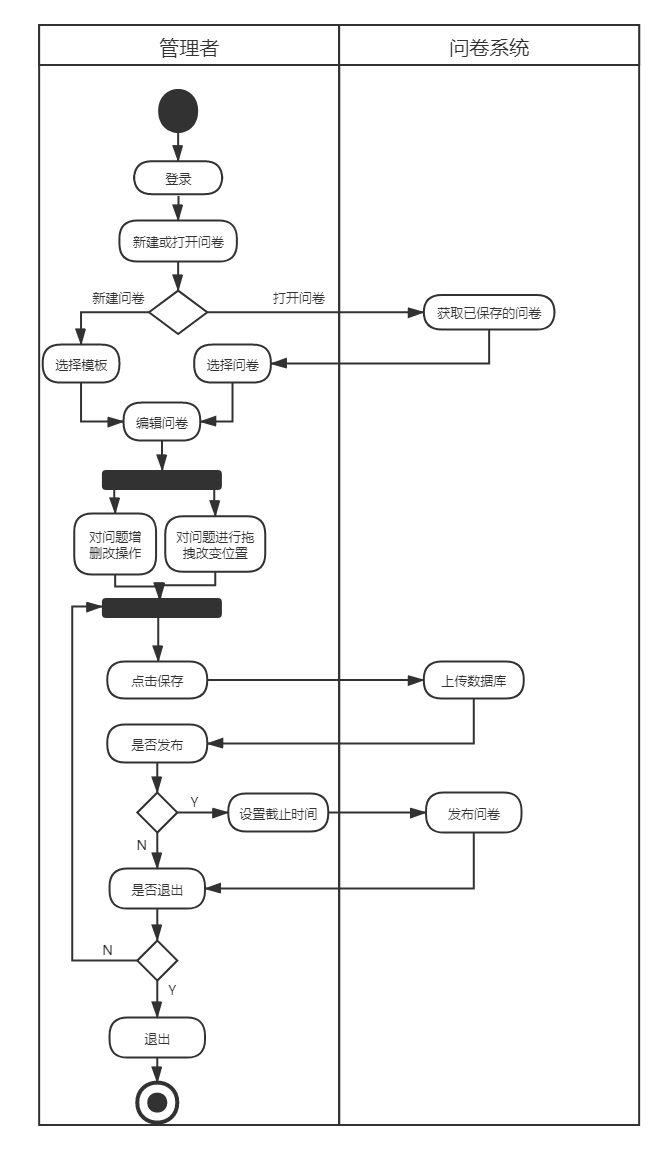 管理者
问卷系统
登录
新建或打开问卷
新建问卷
打开问卷
获取已保存的问卷
选择模板
选择问卷
编辑问卷
对问题增
删改操作
对问题进行拖
拽改变位置
点击保存
上传数据库
是否发布
Y
设置截止时间
发布问卷
N
是否退出
N
Y
退出